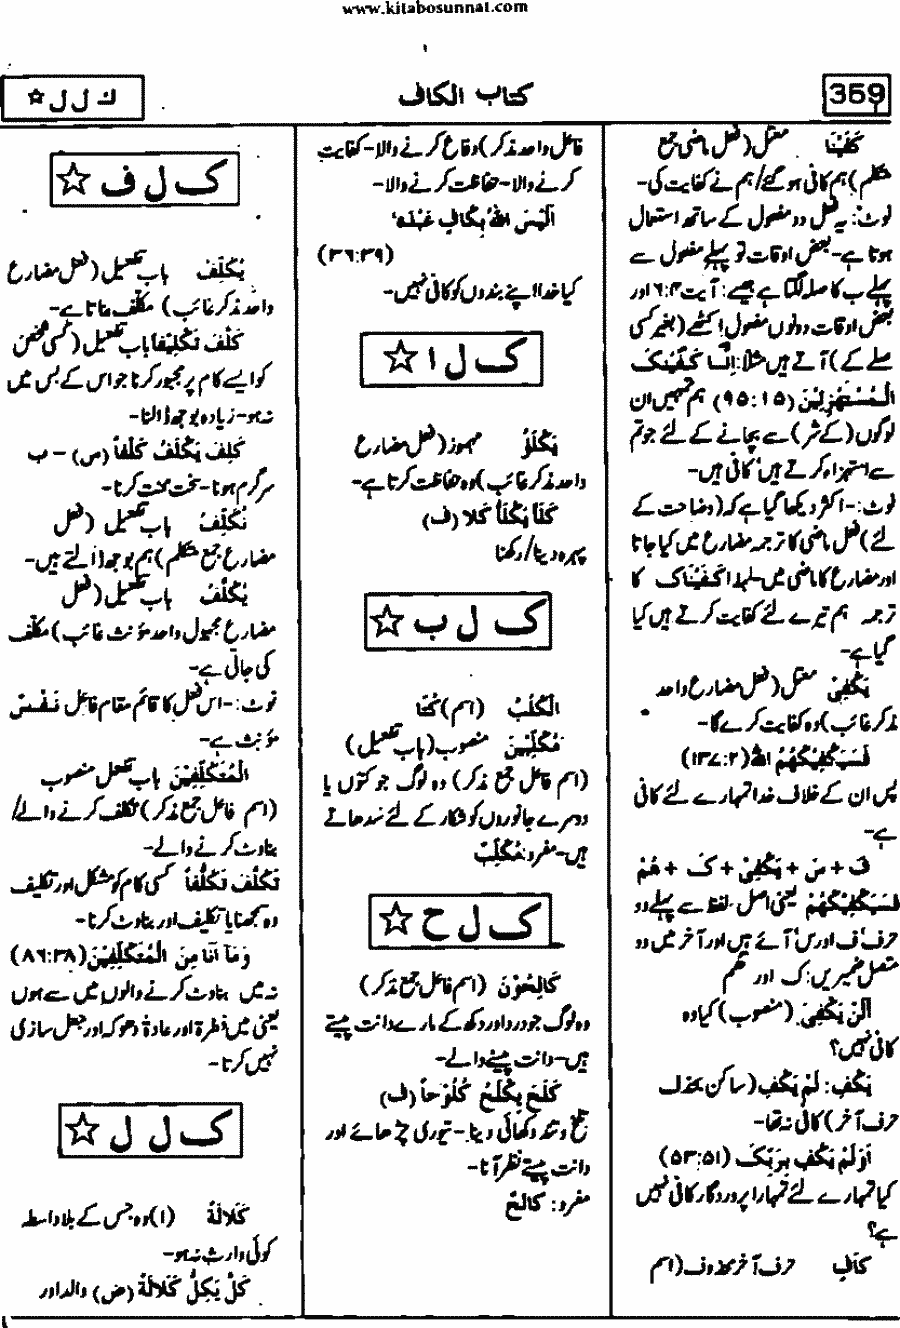 www.kitabosunnat.com
359
کتاب الکاف
ك ل ل ☆
كَفَيْنَا معتل (فعل ماضی جمع
متکلم) ہم کافی ہو گئے/ہم نے کفایت کی-
نوٹ: یہ فعل دو مفعول کے ساتھ استعمال
ہوتا ہے-بعض اوقات تو پہلے مفعول سے
پہلے ب کا صلہ لگتا ہے جیسے: آیت ۶:۴ اور
بعض اوقات دونوں مفعول اکٹھے (بغیر کسی
صلے کے) آتے ہیں مثلاً: اِنَّا كَفَيْنٰكَ
الْمُسْتَهْزِئِيْنَ (۹۵:۱۵) ہم تمہیں ان
لوگوں (کے شر) سے بچانے کے لئے جو تم
سے استہزاء کرتے ہیں کافی ہیں-
نوٹ:-اکثر دیکھا گیا ہے کہ (وضاحت کے
لئے) فعل ماضی کا ترجمہ مضارع میں کیا جاتا
اور مضارع کا ماضی میں-لہذا كَفَيْنَاكَ کا
ترجمہ ہم تیرے لئے کفایت کرتے ہیں کیا
گیا ہے-
يَكْفِيْ معتل (فعل مضارع واحد
مذکر غائب) وہ کفایت کرے گا-
فَسَيَكْفِيْكَهُمُ اللهُ (۱۳۷:۲)
پس ان کے خلاف خدا تمہارے لئے کافی
ہے-
فَ + سَ + يَكْفِيْ + كَ + هُمْ
فَسَيَكْفِيْكَهُمْ یعنی اصل لفظ سے پہلے دو
حرف 'ف' اور 'س' آئے ہیں اور آخر میں دو
متصل ضمیریں: ک اور هُم
اَلَنْ يَكْفِيَ (منصوب) کیا وہ
کافی نہیں؟
يَكْفِ: لَمْ يَكْفِ (ساکن بحذف
حرف آخر) کافی نہ تھا-
اَوَلَمْ يَكْفِ بِرَبِّكَ (۵۳:۵۱)
کیا تمہارے لئے تمہارا پروردگار کافی نہیں
ہے؟
كَافٍ حرف آخر محذوف (اسم
فاعل واحد مذکر) دفاع کرنے والا-کفایت
کرنے والا-حفاظت کرنے والا-
اَلَيْسَ اللهُ بِكَافٍ عَبْدَهٗ
(۳۶:۳۹)
کیا خدا اپنے بندوں کو کافی نہیں-
ک ل ا ☆
يَكْلَؤُ مہموز (فعل مضارع
واحد مذکر غائب) وہ حفاظت کرتا ہے-
كَلَأَ يَكْلَأُ كَلَا (ف)
پہرہ دینا/رکھنا
ک ل ب ☆
اَلْكَلْبُ (اسم) کتا
مُكَلِّبِيْنَ منصوب (باب تفعیل)
(اسم فاعل جمع مذکر) وہ لوگ جو کتوں یا
دوسرے جانوروں کو شکار کے لئے سدھاتے
ہیں-مفرد: مُكَلِّبٌ
ک ل ح ☆
كَالِحُوْنَ (اسم فاعل جمع مذکر)
وہ لوگ جو درد اور دکھ کے مارے دانت پیستے
ہیں-دانت پیسنے والے-
كَلَحَ يَكْلَحُ كُلُوْحًا (ف)
تلخ و تند دکھائی دینا-تیوری چڑھائے اور
دانت پیستے نظر آنا-
مفرد: كَالِحٌ
ک ل ف ☆
يُكَلِّفُ باب تفعیل (فعل مضارع
واحد مذکر غائب) مکلف بناتا ہے-
كَلَّفَ تَكْلِيْفًا باب تفعیل (کسی شخص
کو ایسے کام پر مجبور کرنا جو اس کے بس میں
نہ ہو-زیادہ بوجھ ڈالنا-
كَلِفَ يَكْلَفُ كَلَفًا (س) – ب
سرگرم ہونا-سخت محنت کرنا-
نُكَلِّفُ باب تفعیل (فعل
مضارع جمع متکلم) ہم بوجھ ڈالتے ہیں-
يُكَلَّفُ باب تفعیل (فعل
مضارع مجہول واحد مؤنث غائب) مکلف
کی جاتی ہے-
نوٹ:-اس فعل کا قائم مقام فاعل نَفْسٌ
مؤنث ہے-
اَلْمُتَكَلِّفِيْنَ باب تفعل منصوب
(اسم فاعل جمع مذکر) تکلف کرنے والے/
بناوٹ کرنے والے-
تَكَلَّفَ تَكَلُّفًا کسی کام کو مشکل اور تکلیف
دہ سمجھنا یا تکلیف اور بناوٹ کرنا-
وَمَآ اَنَا مِنَ الْمُتَكَلِّفِيْنَ (۸۶:۳۸)
نہ میں بناوٹ کرنے والوں میں سے ہوں
یعنی میں فطرۃ اور عادۃ دھوکہ اور جعل سازی
نہیں کرتا-
ک ل ل ☆
كَلَالَةً (۱) وہ جس کے بلا واسطہ
کوئی وارث نہ ہو-
كَلَّ يَكِلُّ كَلَالَةً (ض) والد اور